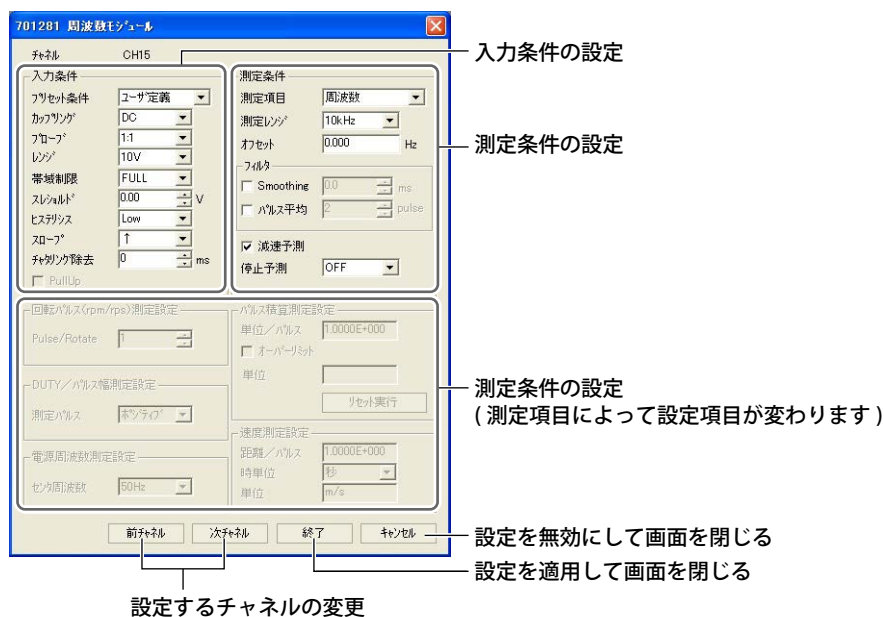 701281 周波数ﾓｼﾞｭｰﾙ
ﾁｬﾈﾙ CH15
入力条件
ﾌﾟﾘｾｯﾄ条件 ﾕｰｻﾞ定義
ｶｯﾌﾟﾘﾝｸﾞ DC
ﾌﾟﾛｰﾌﾞ 1:1
ﾚﾝｼﾞ 10V
帯域制限 FULL
ｽﾚｼｮﾙﾄﾞ 0.00 V
ﾋｽﾃﾘｼｽ Low
ｽﾛｰﾌﾟ ↑
ﾁｬﾀﾘﾝｸﾞ除去 0 ms
PullUp
測定条件
測定項目 周波数
測定ﾚﾝｼﾞ 10kHz
ｵﾌｾｯﾄ 0.000 Hz
ﾌｨﾙﾀ
Smoothing 0.0 ms
ﾊﾟﾙｽ平均 2 pulse
減速予測
停止予測 OFF
回転ﾊﾟﾙｽ(rpm/rps)測定設定
Pulse/Rotate 1
DUTY／ﾊﾟﾙｽ幅測定設定
測定ﾊﾟﾙｽ ﾎﾟｼﾞﾃｨﾌﾞ
電源周波数測定設定
ｾﾝﾀ周波数 50Hz
ﾊﾟﾙｽ積算測定設定
単位／ﾊﾟﾙｽ 1.0000E+000
ｵｰﾊﾞｰﾘﾐｯﾄ
単位
ﾘｾｯﾄ実行
速度測定設定
距離／ﾊﾟﾙｽ 1.0000E+000
時単位 秒
単位 m/s
前ﾁｬﾈﾙ 次ﾁｬﾈﾙ 終了 ｷｬﾝｾﾙ
入力条件の設定
測定条件の設定
測定条件の設定
( 測定項目によって設定項目が変わります )
設定を無効にして画面を閉じる
設定を適用して画面を閉じる
設定するチャネルの変更